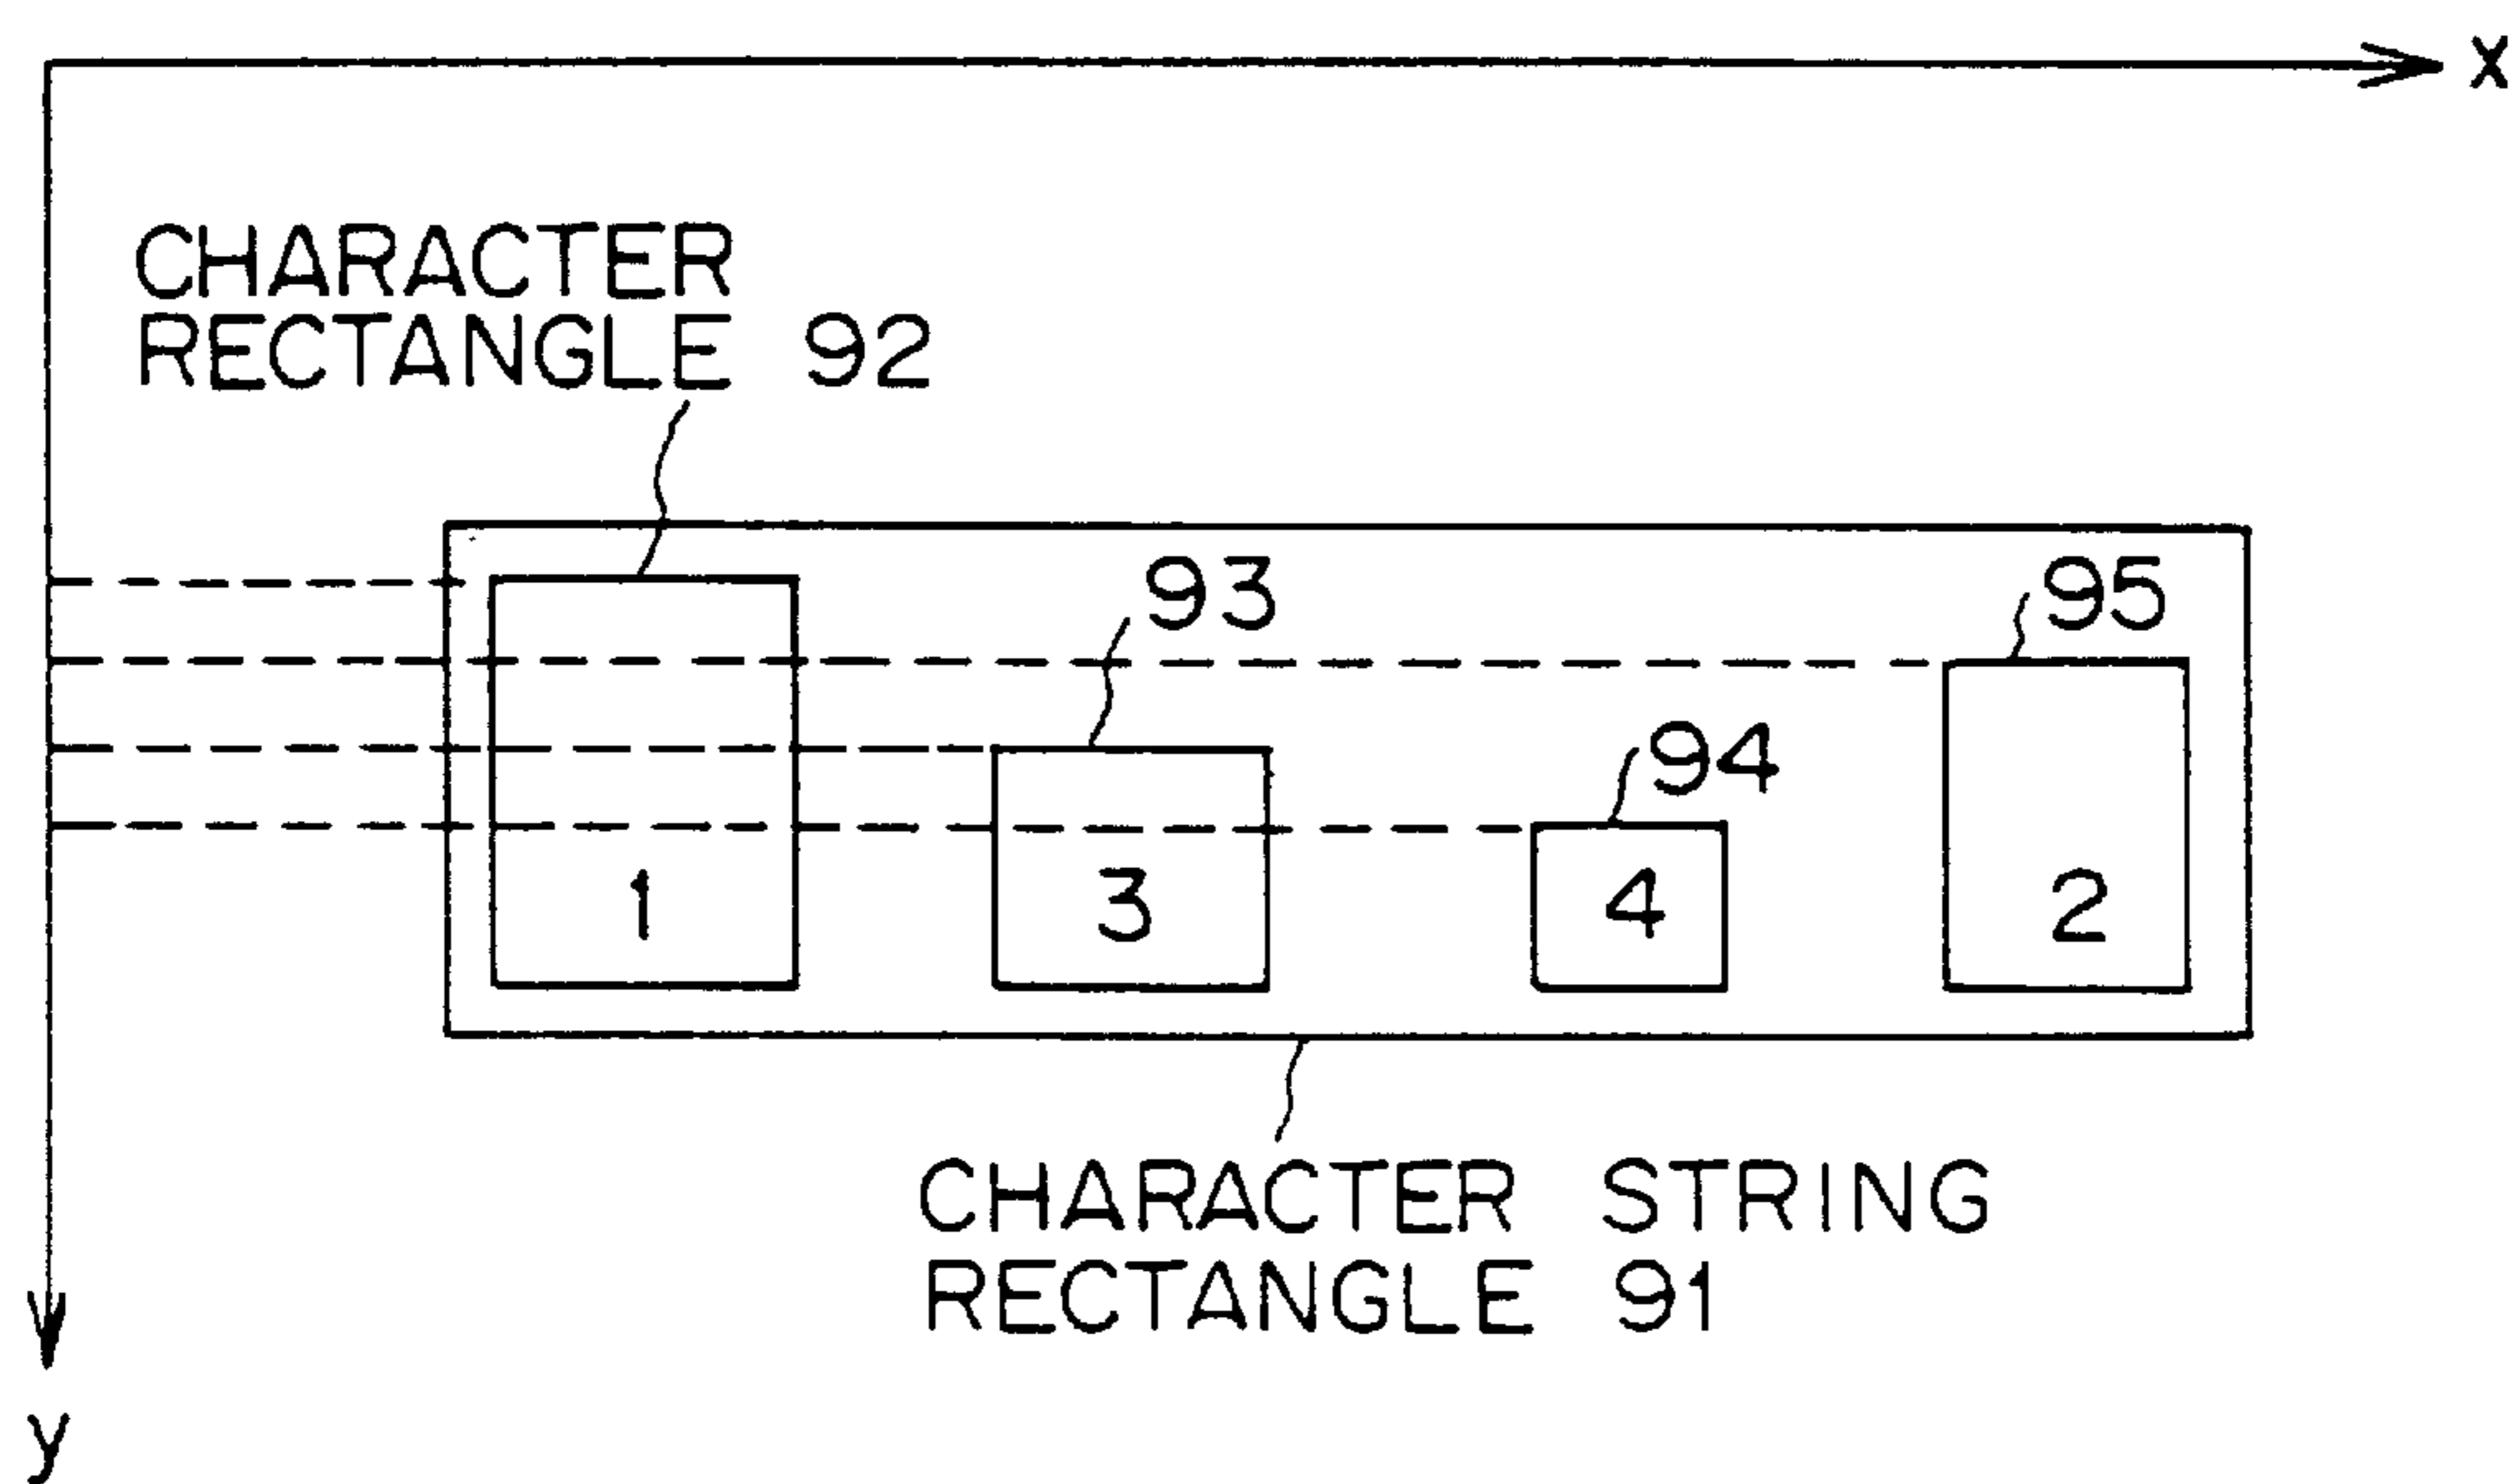 x
CHARACTER
RECTANGLE 92
93
95
94
1
3
4
2
CHARACTER STRING
RECTANGLE 91
y